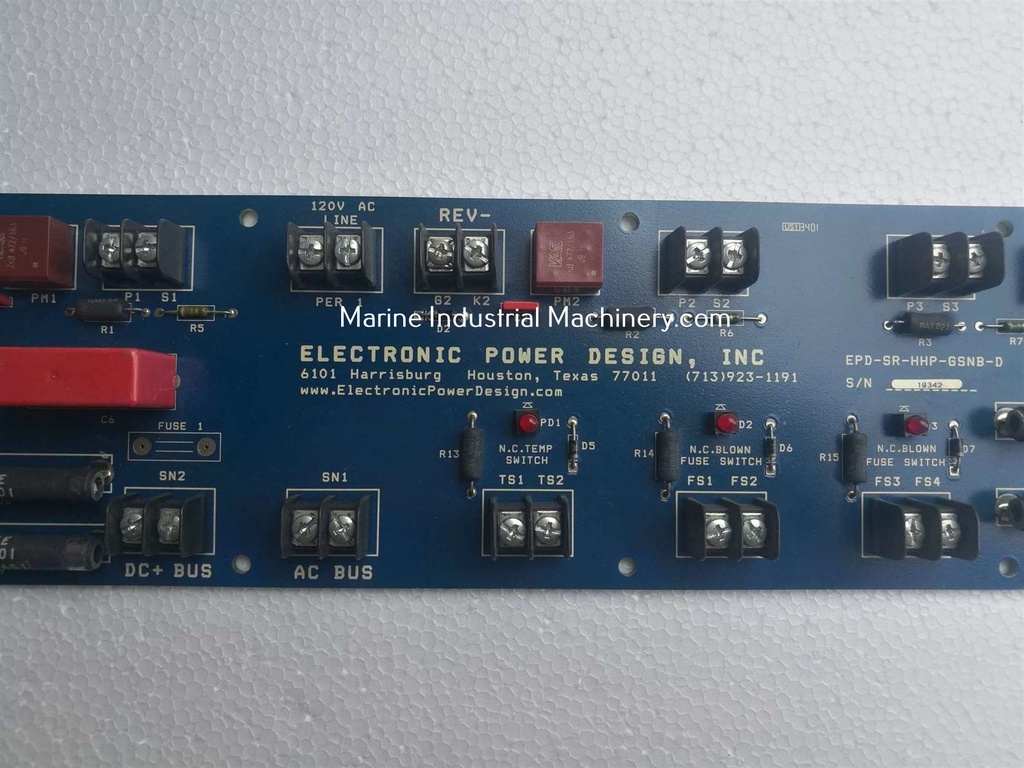 120V AC
LINE
REV-
PM1
P1 S1
PER 1
G2 K2
PM2
P2 S2
P3 S3
R1
R5
D2
R2
R6
R3
R7
Marine Industrial Machinery.com
ELECTRONIC POWER DESIGN, INC
6101 Harrisburg Houston, Texas 77011 (713)923-1191
www.ElectronicPowerDesign.com
EPD-SR-HHP-GSNB-D
S/N 19342
C6
FUSE 1
PD1
D5
D2
D6
3
D7
R13
N.C.TEMP
SWITCH
R14
N.C.BLOWN
FUSE SWITCH
R15
N.C.BLOWN
FUSE SWITCH
SN2
SN1
TS1 TS2
FS1 FS2
FS3 FS4
DC+ BUS
AC BUS